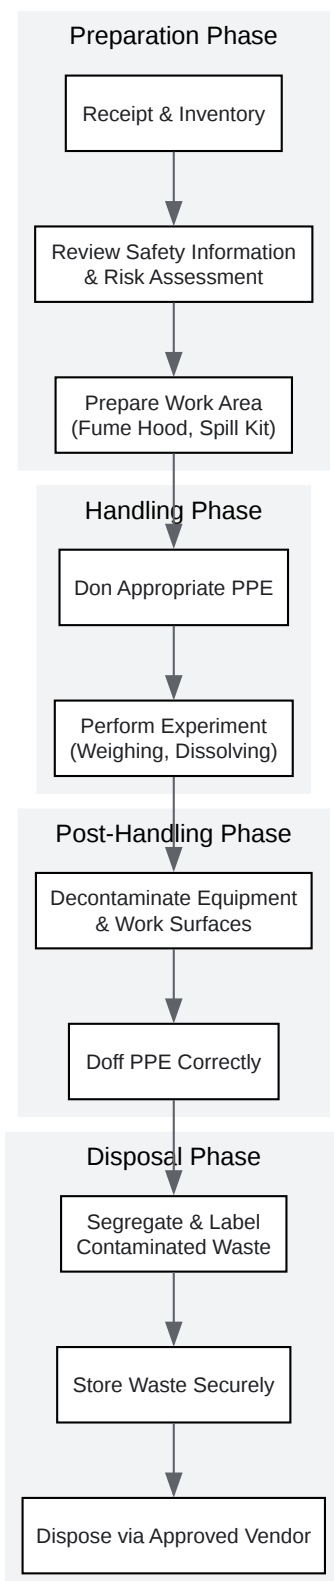 Preparation Phase
Receipt & Inventory
Review Safety Information
& Risk Assessment
Prepare Work Area
(Fume Hood, Spill Kit)
Handling Phase
Don Appropriate PPE
Perform Experiment
(Weighing, Dissolving)
Post-Handling Phase
Decontaminate Equipment
& Work Surfaces
Doff PPE Correctly
Disposal Phase
Segregate & Label
Contaminated Waste
Store Waste Securely
Dispose via Approved Vendor